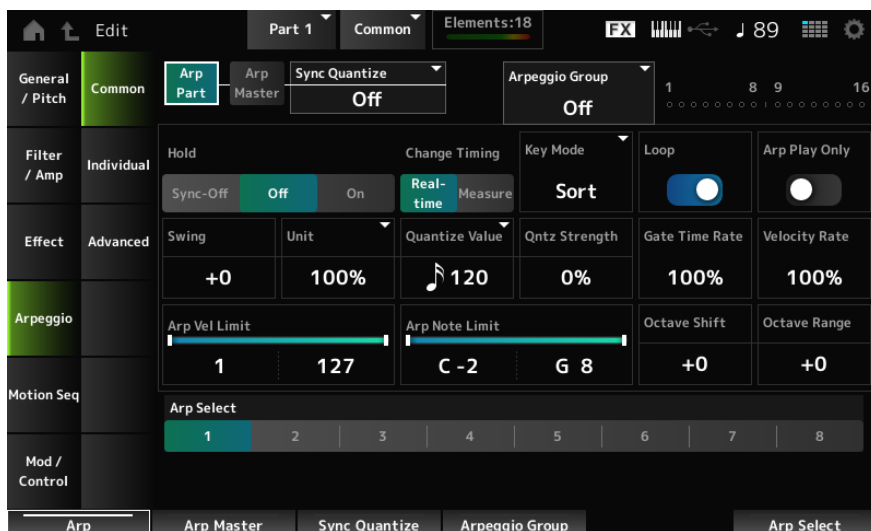 Edit
Part 1
Common
Elements:18
FX
89
General
/ Pitch
Common
Arp
Part
Arp
Master
Sync Quantize
Off
Arpeggio Group
Off
1 8 9 16
Filter
/ Amp
Individual
Hold
Sync-Off Off On
Change Timing
Real-
time
Measure
Key Mode
Sort
Loop
Arp Play Only
Effect
Advanced
Swing
+0
Unit
100%
Quantize Value
120
Qntz Strength
0%
Gate Time Rate
100%
Velocity Rate
100%
Arpeggio
Arp Vel Limit
1 127
Arp Note Limit
C -2 G 8
Octave Shift
+0
Octave Range
+0
Motion Seq
Arp Select
1 2 3 4 5 6 7 8
Mod /
Control
Arp
Arp Master
Sync Quantize
Arpeggio Group
Arp Select